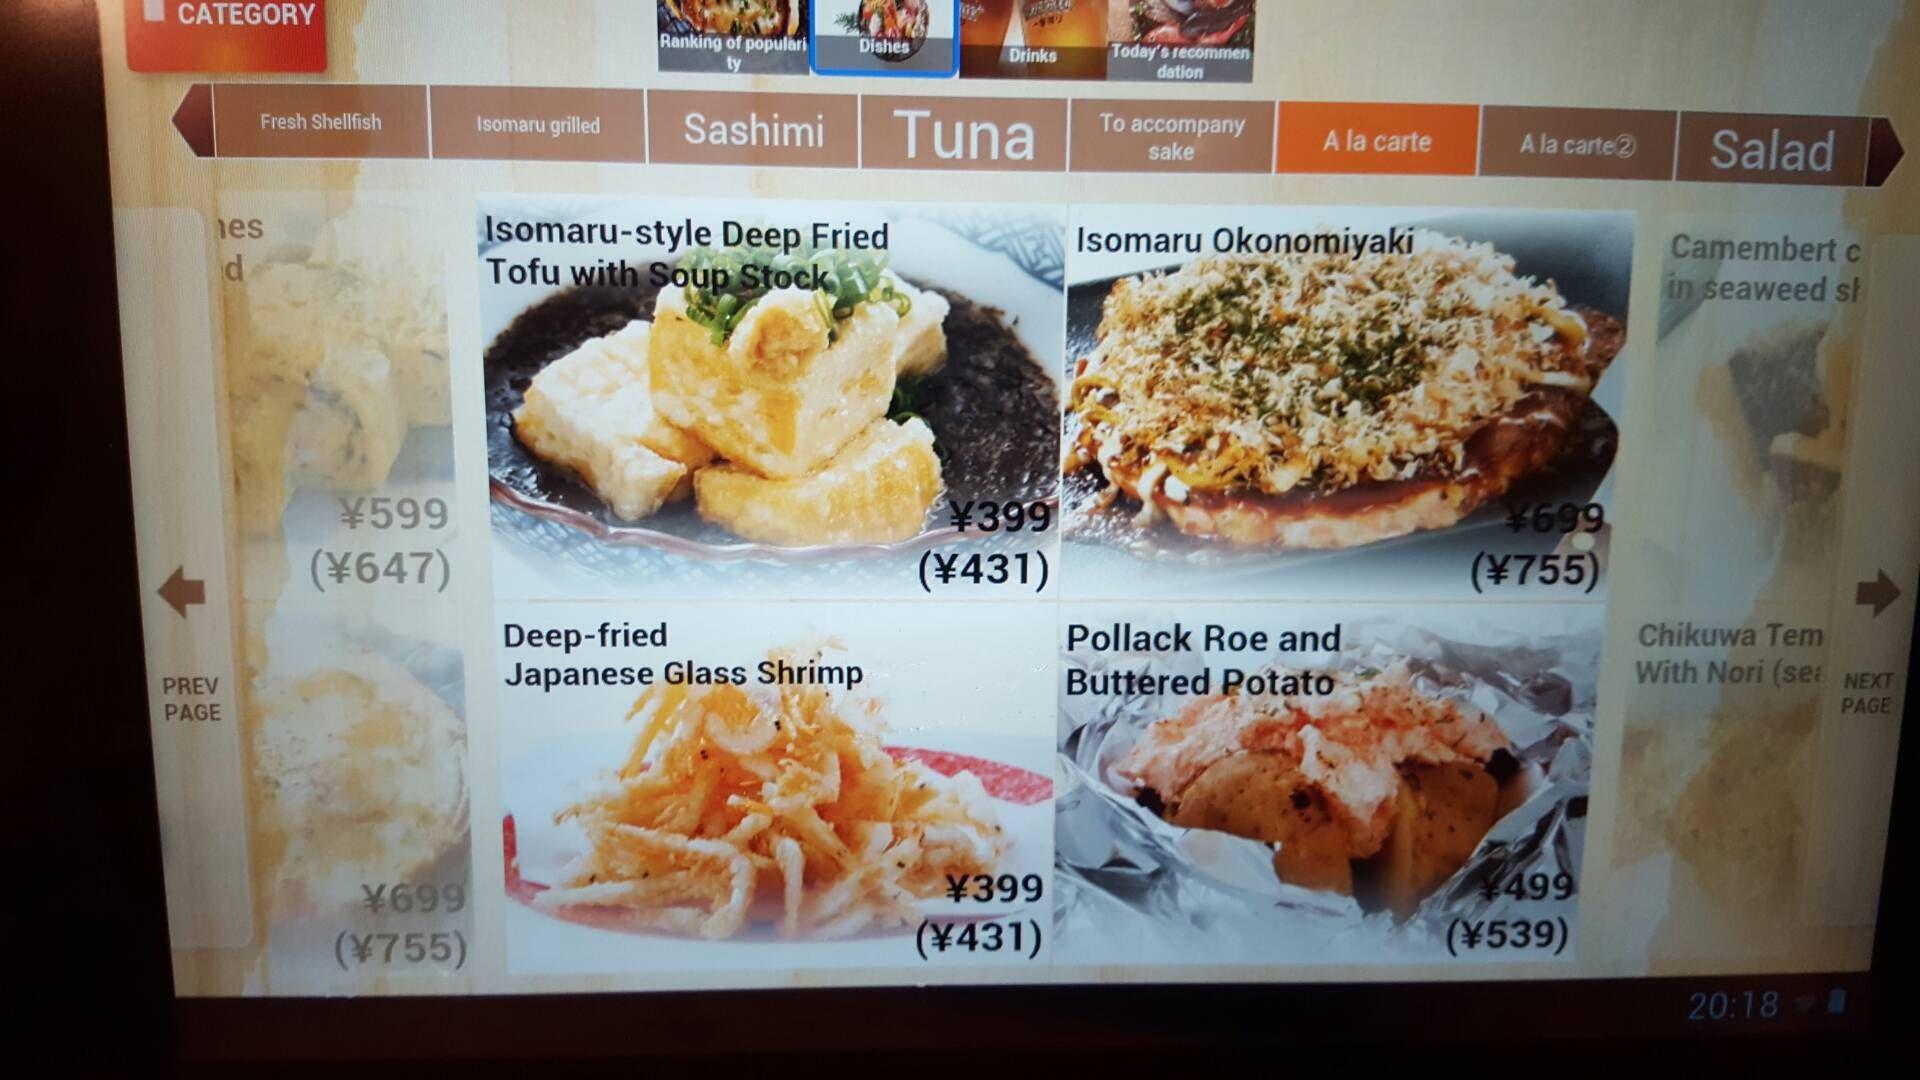 CATEGORY
Ranking of populari
ty
Dishes
Drinks
Today's recommen
dation
Fresh Shellfish
Isomaru grilled
Sashimi
Tuna
To accompany
sake
A la carte
A la carte②
Salad
nes
d
¥599
(¥647)
Isomaru-style Deep Fried
Tofu with Soup Stock
¥399
(¥431)
Isomaru Okonomiyaki
¥699
(¥755)
Camembert c
in seaweed
PREV
PAGE
¥699
(¥755)
Deep-fried
Japanese Glass Shrimp
¥399
(¥431)
Pollack Roe and
Buttered Potato
¥499
(¥539)
Chikuwa Tem
With Nori (sea
NEXT
PAGE
20:18